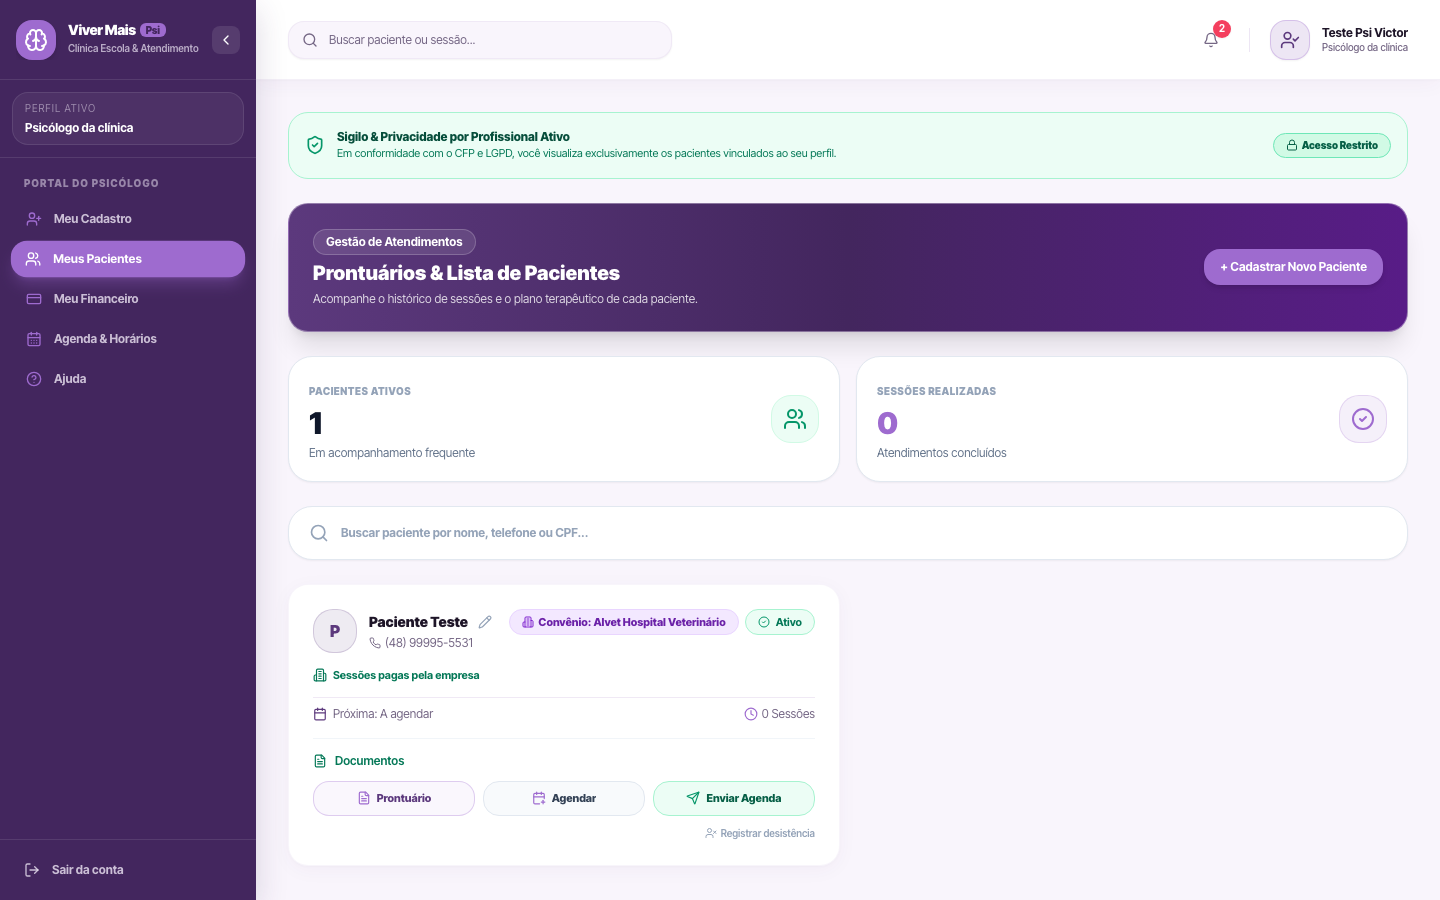 Viver Mais Psi
Clínica Escola & Atendimento
PERFIL ATIVO
Psicólogo da clínica
PORTAL DO PSICÓLOGO
Meu Cadastro
Meus Pacientes
Meu Financeiro
Agenda & Horários
Ajuda
Sair da conta
Buscar paciente ou sessão...
2
Teste Psi Victor
Psicólogo da clínica
Sigilo & Privacidade por Profissional Ativo
Em conformidade com o CFP e LGPD, você visualiza exclusivamente os pacientes vinculados ao seu perfil.
Acesso Restrito
Gestão de Atendimentos
Prontuários & Lista de Pacientes
Acompanhe o histórico de sessões e o plano terapêutico de cada paciente.
+ Cadastrar Novo Paciente
PACIENTES ATIVOS
1
Em acompanhamento frequente
SESSÕES REALIZADAS
0
Atendimentos concluídos
Buscar paciente por nome, telefone ou CPF...
P
Paciente Teste
(48) 99995-5531
Convênio: Alvet Hospital Veterinário
Ativo
Sessões pagas pela empresa
Próxima: A agendar
0 Sessões
Documentos
Prontuário
Agendar
Enviar Agenda
Registrar desistência